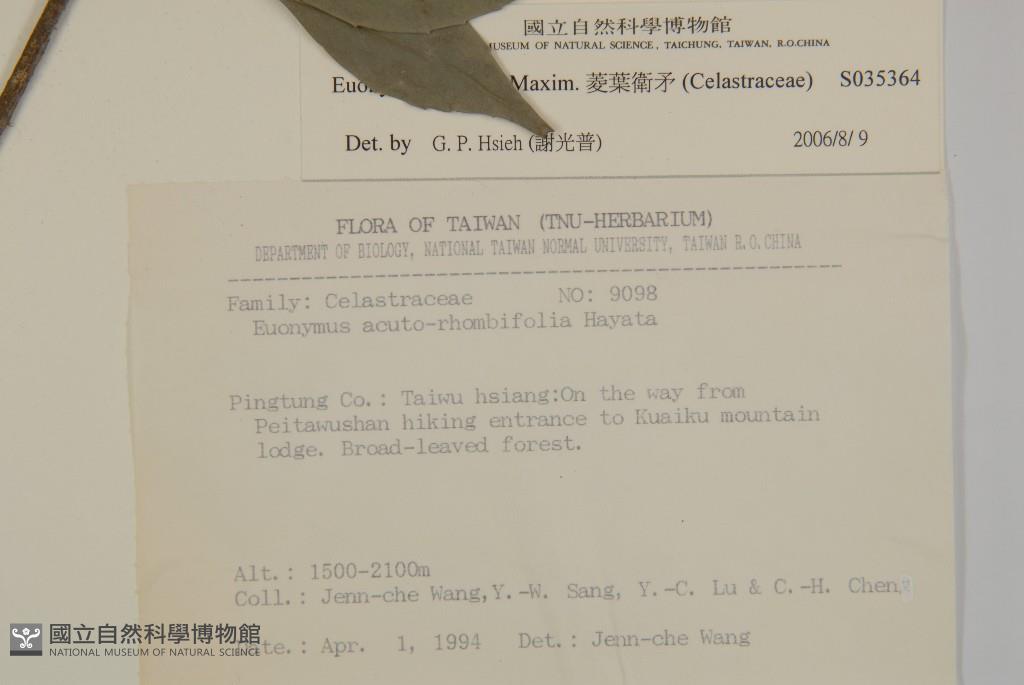 國立自然科學博物館
MUSEUM OF NATURAL SCIENCE, TAICHUNG, TAIWAN, R.O.CHINA
Maxim. 菱葉衛矛 (Celastraceae) S035364
Det. by G. P. Hsieh (謝光普) 2006/8/9
FLORA OF TAIWAN (TNU-HERBARIUM)
DEPARTMENT OF BIOLOGY, NATIONAL TAIWAN NORMAL UNIVERSITY, TAIWAN R.O.CHINA
Family: Celastraceae NO: 9098
Euonymus acuto-rhombifolia Hayata
Pingtung Co.: Taiwu hsiang:On the way from
Peitawushan hiking entrance to Kuaiku mountain
lodge. Broad-leaved forest.
Alt.: 1500-2100m
Coll.: Jenn-che Wang,Y.-W. Sang, Y.-C. Lu & C.-H. Chen
Date.: Apr. 1, 1994 Det.: Jenn-che Wang
國立自然科學博物館
NATIONAL MUSEUM OF NATURAL SCIENCE